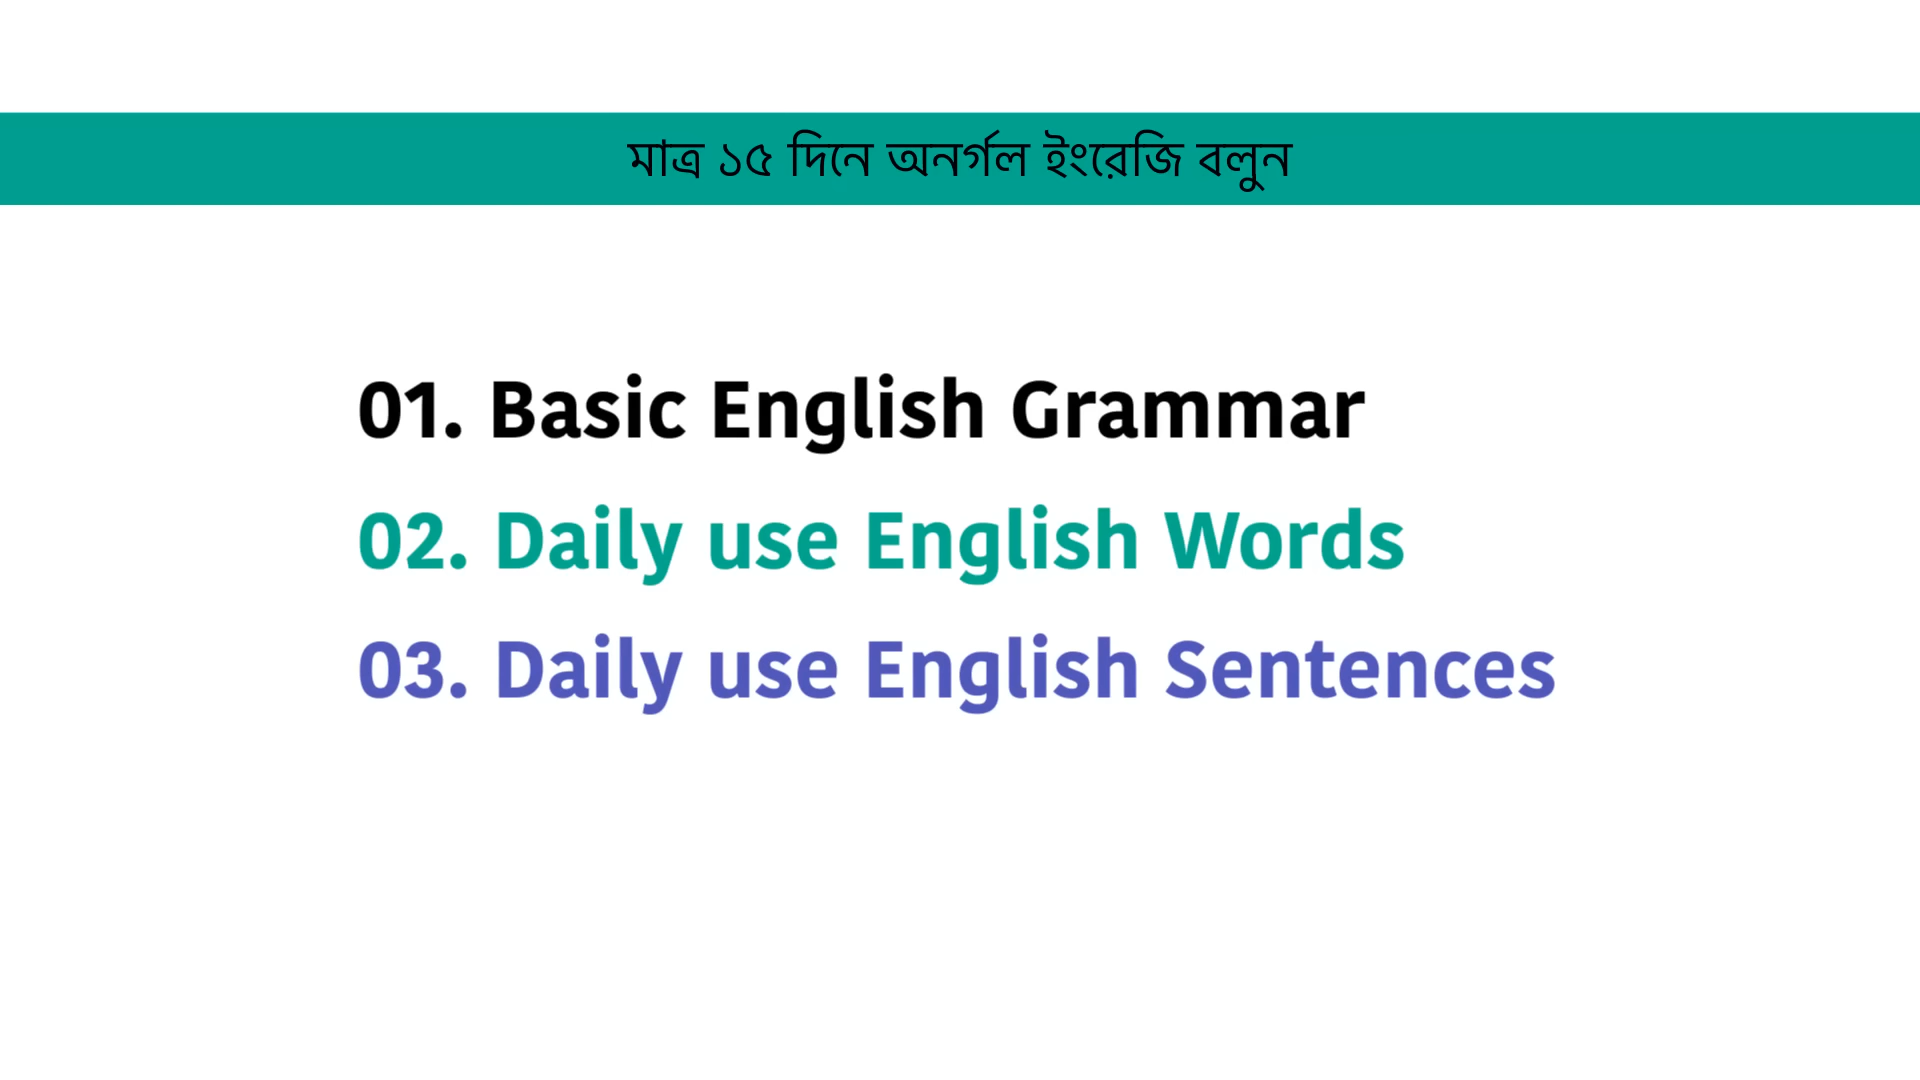 মাত্র ১৫ দিনে অনর্গল ইংরেজি বলুন
01. Basic English Grammar
02. Daily use English Words
03. Daily use English Sentences